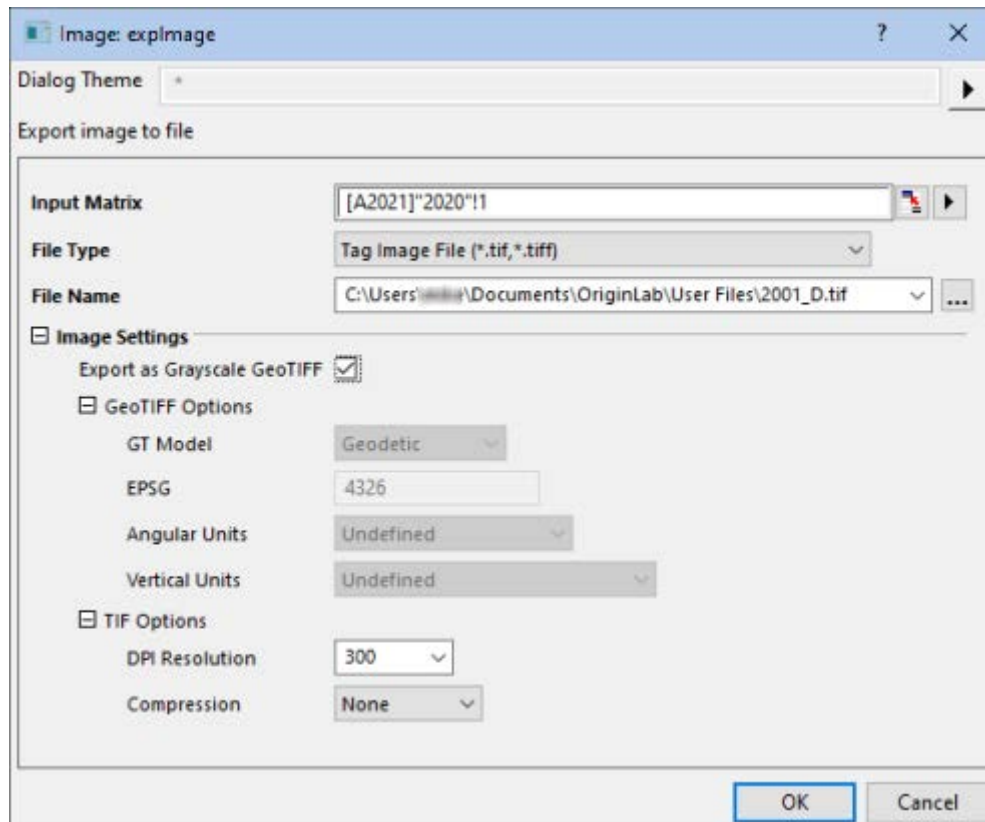 Image: expImage
Dialog Theme *
Export image to file
Input Matrix [A2021]"2020"!1
File Type Tag Image File (*.tif,*.tiff)
File Name C:\Users\ \Documents\OriginLab\User Files\2001_D.tif ...
Image Settings
Export as Grayscale GeoTIFF
GeoTIFF Options
GT Model Geodetic
EPSG 4326
Angular Units Undefined
Vertical Units Undefined
TIF Options
DPI Resolution 300
Compression None
OK Cancel